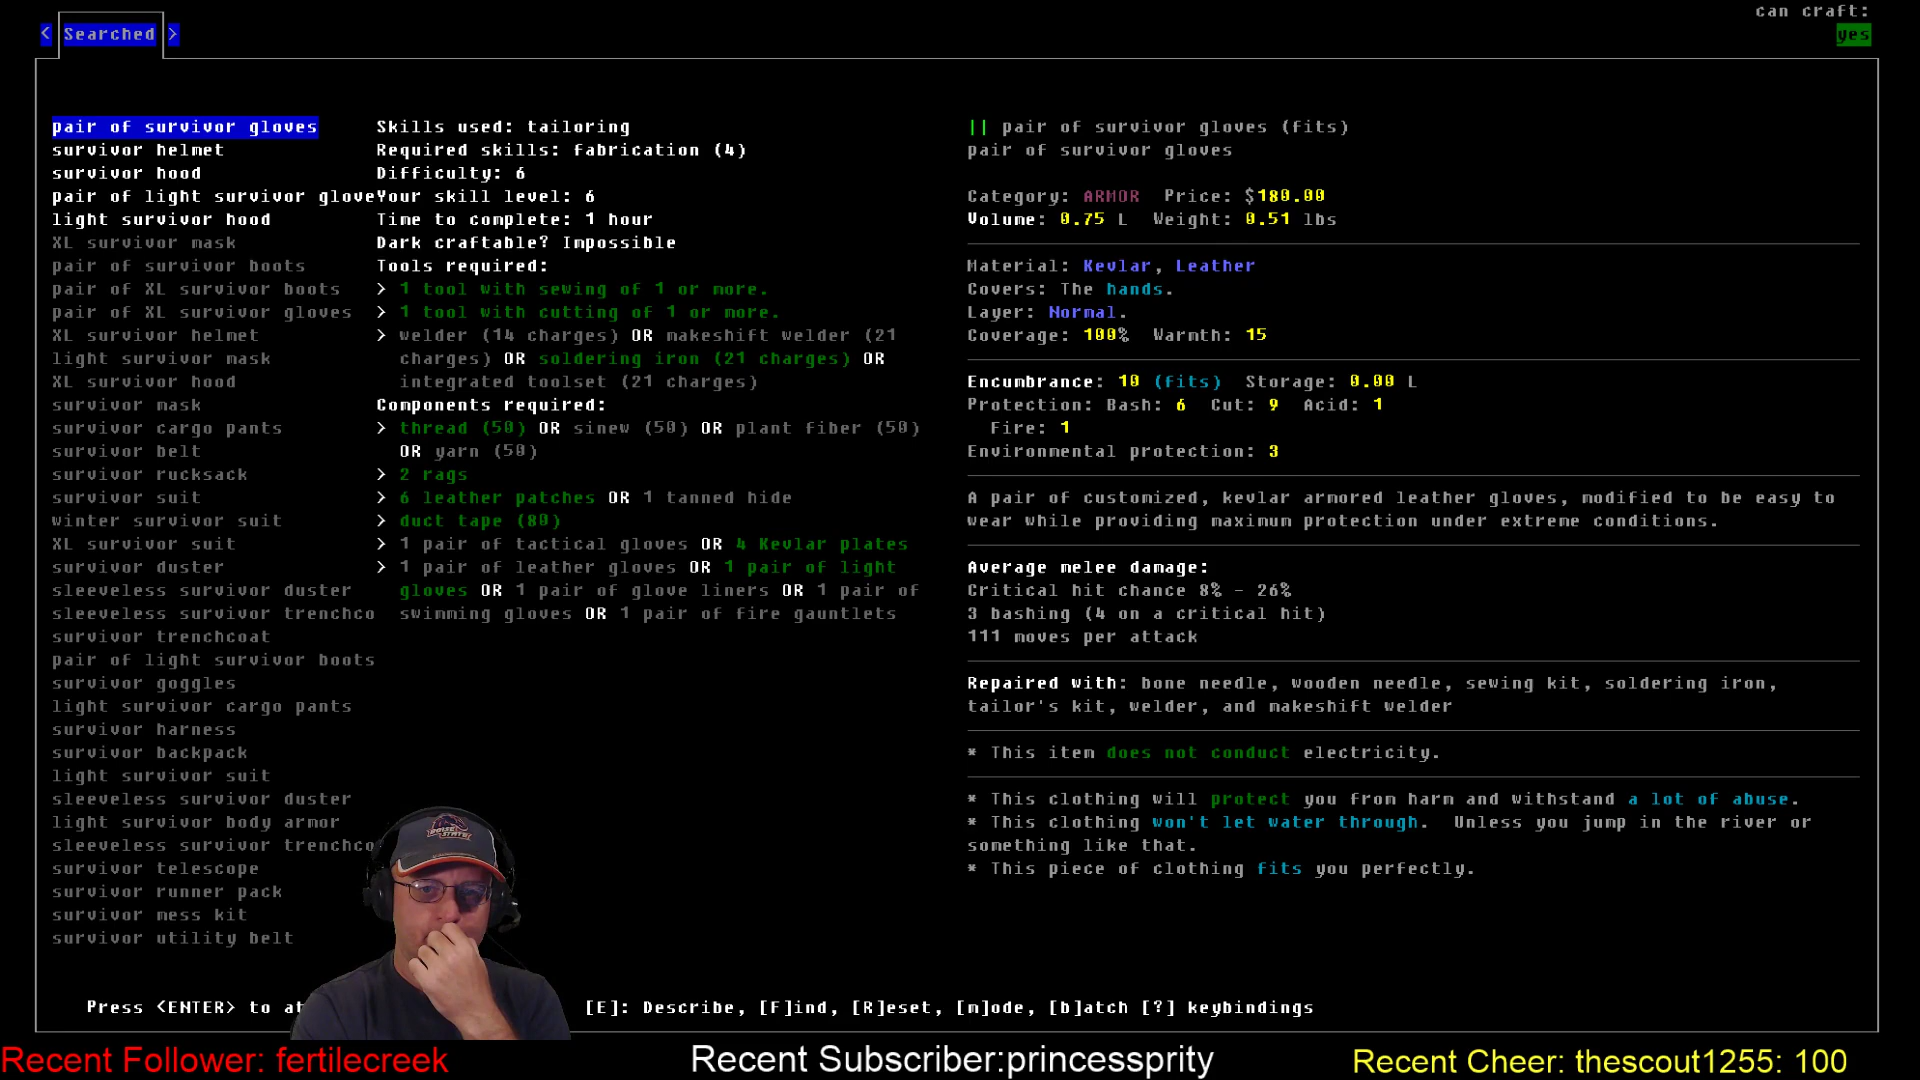 can craft:
< Searched >
yes
pair of survivor gloves
survivor helmet
survivor hood
pair of light survivor glove
light survivor hood
XL survivor mask
pair of survivor boots
pair of XL survivor boots
pair of XL survivor gloves
XL survivor helmet
light survivor mask
XL survivor hood
survivor mask
survivor cargo pants
survivor belt
survivor rucksack
survivor suit
winter survivor suit
XL survivor suit
survivor duster
sleeveless survivor duster
sleeveless survivor trenchco
survivor trenchcoat
pair of light survivor boots
survivor goggles
light survivor cargo pants
survivor harness
survivor backpack
light survivor suit
sleeveless survivor duster
light survivor body armor
sleeveless survivor trenchco
survivor telescope
survivor runner pack
survivor mess kit
survivor utility belt
Skills used: tailoring
Required skills: fabrication (4)
Difficulty: 6
Your skill level: 6
Time to complete: 1 hour
Dark craftable? Impossible
Tools required:
> 1 tool with sewing of 1 or more.
> 1 tool with cutting of 1 or more.
> welder (14 charges) OR makeshift welder (21
charges) OR soldering iron (21 charges) OR
integrated toolset (21 charges)
Components required:
> thread (50) OR sinew (50) OR plant fiber (50)
OR yarn (50)
> 2 rags
> 6 leather patches OR 1 tanned hide
> duct tape (80)
> 1 pair of tactical gloves OR 4 Kevlar plates
> 1 pair of leather gloves OR 1 pair of light
gloves OR 1 pair of glove liners OR 1 pair of
swimming gloves OR 1 pair of fire gauntlets
|| pair of survivor gloves (fits)
pair of survivor gloves
Category: ARMOR Price: $180.00
Volume: 0.75 L Weight: 0.51 lbs
Material: Kevlar, Leather
Covers: The hands.
Layer: Normal.
Coverage: 100% Warmth: 15
Encumbrance: 10 (fits) Storage: 0.00 L
Protection: Bash: 6 Cut: 9 Acid: 1
Fire: 1
Environmental protection: 3
A pair of customized, kevlar armored leather gloves, modified to be easy to
wear while providing maximum protection under extreme conditions.
Average melee damage:
Critical hit chance 8% - 26%
3 bashing (4 on a critical hit)
111 moves per attack
Repaired with: bone needle, wooden needle, sewing kit, soldering iron,
tailor's kit, welder, and makeshift welder
* This item does not conduct electricity.
* This clothing will protect you from harm and withstand a lot of abuse.
* This clothing won't let water through. Unless you jump in the river or
something like that.
* This piece of clothing fits you perfectly.
Press <ENTER> to at
[E]: Describe, [F]ind, [R]eset, [m]ode, [b]atch [?] keybindings
Recent Follower: fertilecreek
Recent Subscriber:princessprity
Recent Cheer: thescout1255: 100